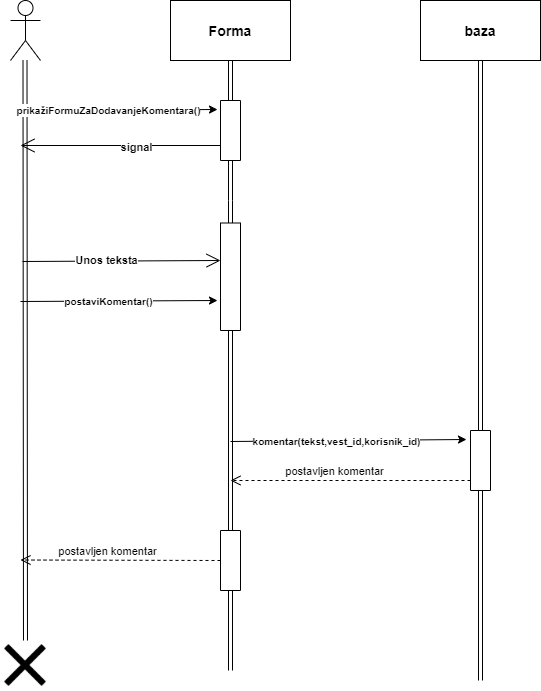 Forma
baza
prikažiFormuZaDodavanjeKomentara()
signal
Unos teksta
postaviKomentar()
komentar(tekst,vest_id,korisnik_id)
postavljen komentar
postavljen komentar